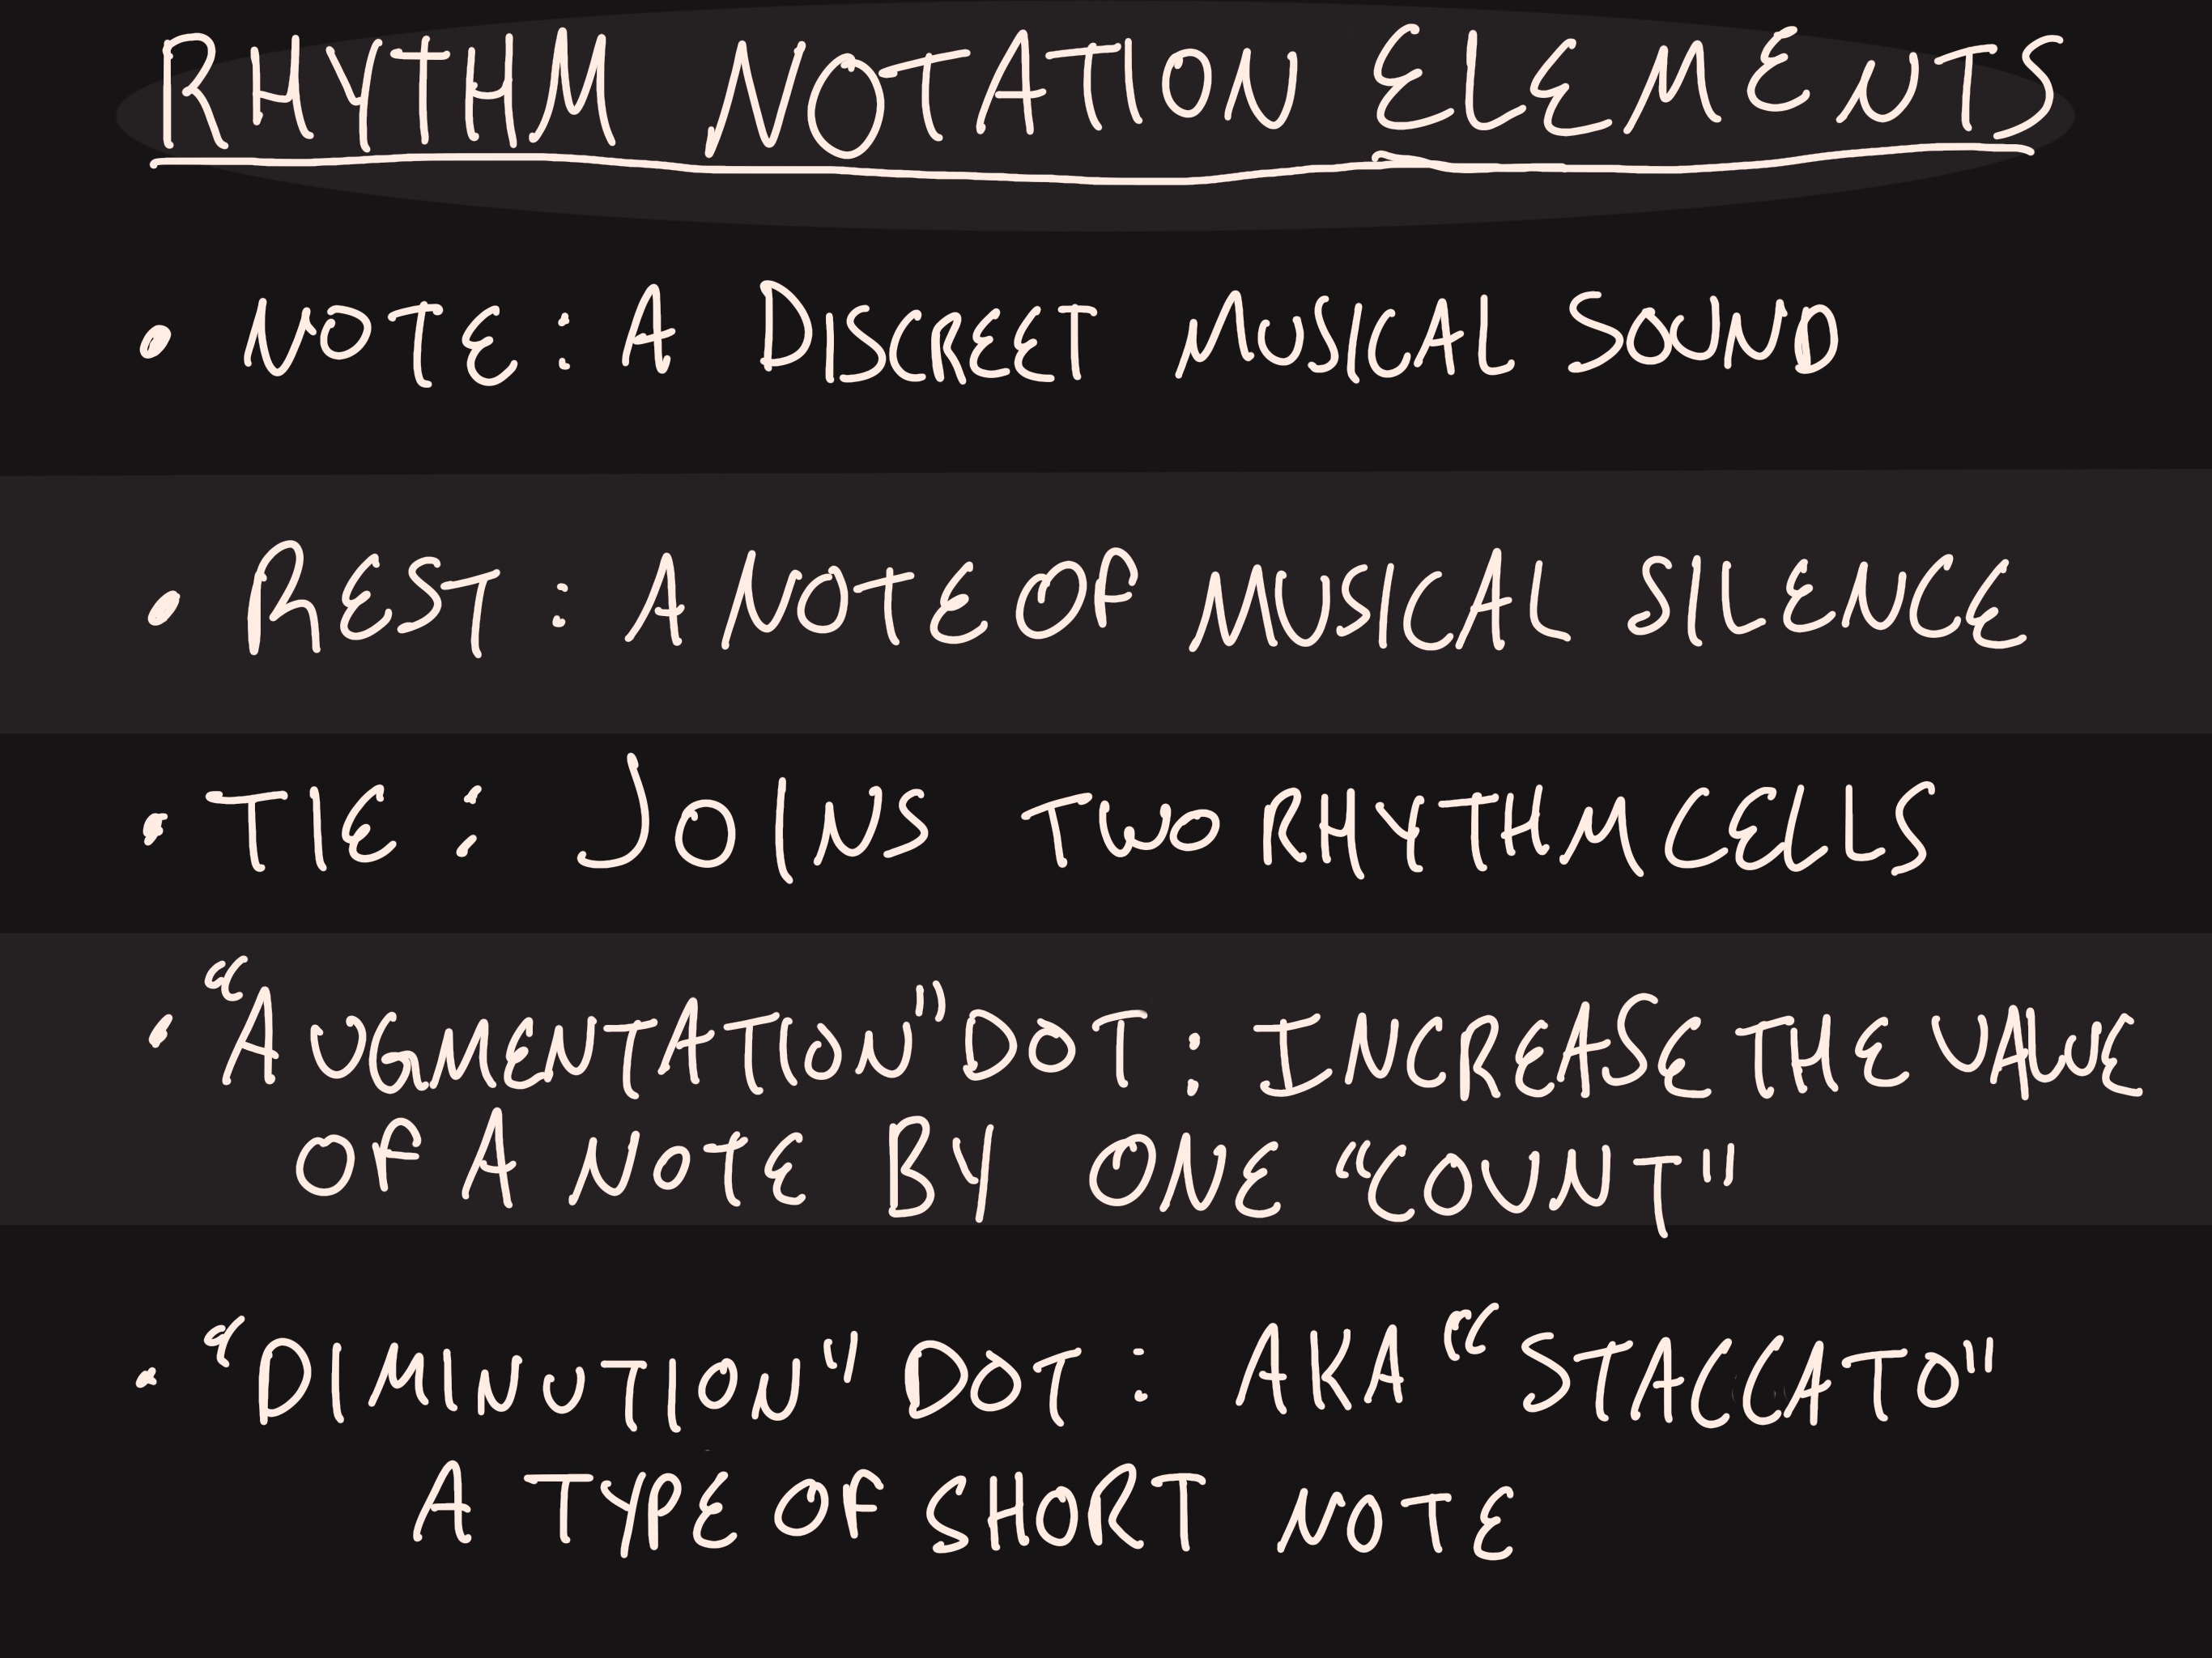 RHYTHM NOTATION ELEMENTS
• NOTE: A DISCREET MUSICAL SOUND
• REST: A NOTE OF MUSICAL SILENCE
• TIE: JOINS TWO RHYTHM CELLS
• “AUGMENTATION” DOT: INCREASE THE VALUE
OF A NOTE BY ONE “COUNT”
• “DIMINUTION” DOT: AKA “STACCATO”
A TYPE OF SHORT NOTE